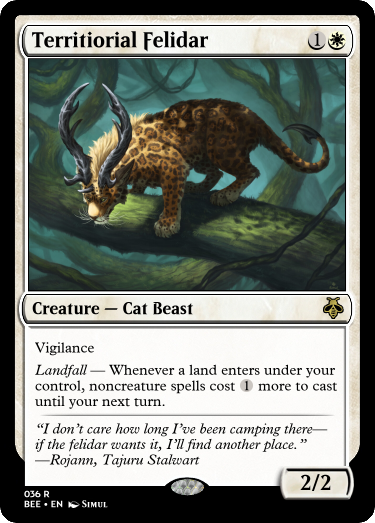 Territiorial Felidar 1
Creature — Cat Beast
Vigilance
Landfall — Whenever a land enters under your
control, noncreature spells cost 1 more to cast
until your next turn.
“I don’t care how long I’ve been camping there—
if the felidar wants it, I’ll find another place.”
—Rojann, Tajuru Stalwart
2/2
036 R
BEE • EN Simul